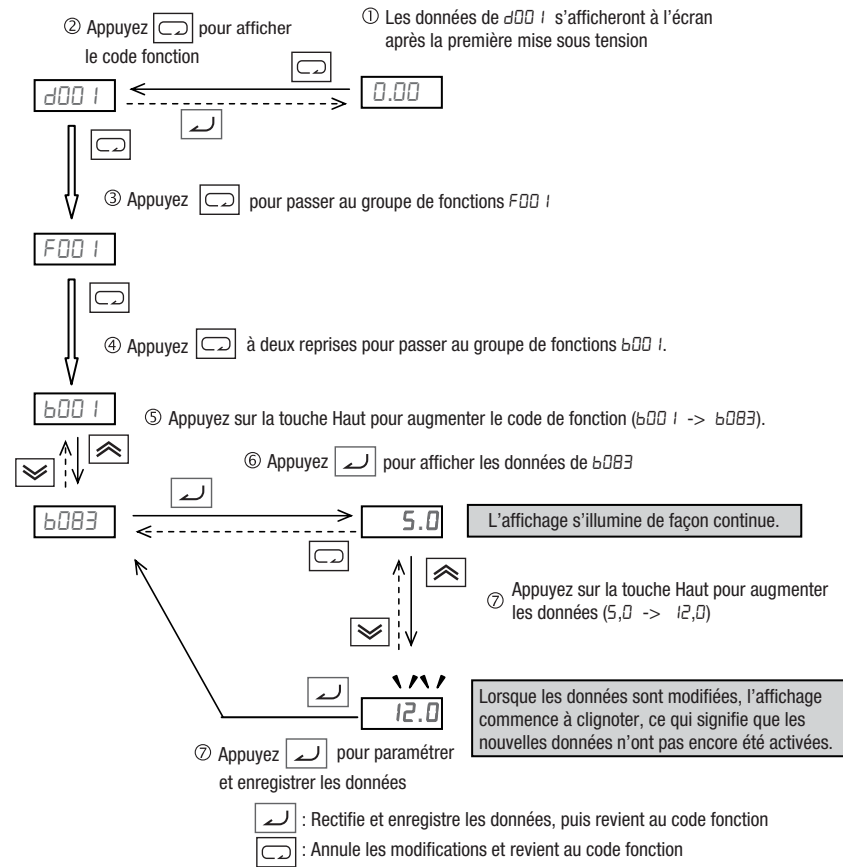 ① Les données de d001 s’afficheront à l’écran
après la première mise sous tension
② Appuyez pour afficher
le code fonction
d001
0.00
③ Appuyez pour passer au groupe de fonctions F001
F001
④ Appuyez à deux reprises pour passer au groupe de fonctions b001.
b001
⑤ Appuyez sur la touche Haut pour augmenter le code de fonction (b001 -> b083).
⑥ Appuyez pour afficher les données de b083
b083
5.0
L’affichage s’illumine de façon continue.
⑦ Appuyez sur la touche Haut pour augmenter
les données (5,0 -> 12,0)
12.0
Lorsque les données sont modifiées, l’affichage
commence à clignoter, ce qui signifie que les
nouvelles données n’ont pas encore été activées.
⑦ Appuyez pour paramétrer
et enregistrer les données
: Rectifie et enregistre les données, puis revient au code fonction
: Annule les modifications et revient au code fonction